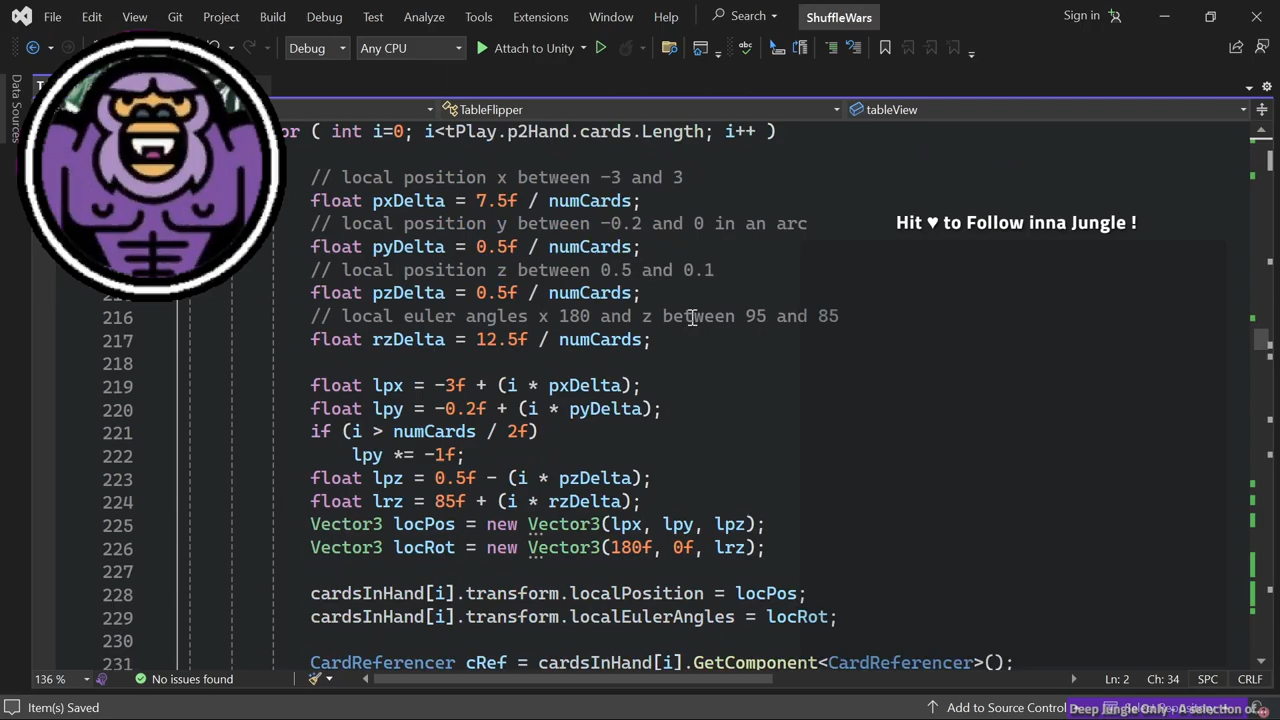 File Edit View Git Project Build Debug Test Analyze Tools Extensions Window Help Search ShuffleWars Sign in
Debug Any CPU Attach to Unity
Data Sources
TableFlipper tableView
or ( int i=0; i<tPlay.p2Hand.cards.Length; i++ )
// local position x between -3 and 3
float pxDelta = 7.5f / numCards;
// local position y between -0.2 and 0 in an arc
Hit ♥ to Follow inna Jungle !
float pyDelta = 0.5f / numCards;
// local position z between 0.5 and 0.1
float pzDelta = 0.5f / numCards;
216 // local euler angles x 180 and z between 95 and 85
217 float rzDelta = 12.5f / numCards;
218
219 float lpx = -3f + (i * pxDelta);
220 float lpy = -0.2f + (i * pyDelta);
221 if (i > numCards / 2f)
222 lpy *= -1f;
223 float lpz = 0.5f - (i * pzDelta);
224 float lrz = 85f + (i * rzDelta);
225 Vector3 locPos = new Vector3(lpx, lpy, lpz);
226 Vector3 locRot = new Vector3(180f, 0f, lrz);
227
228 cardsInHand[i].transform.localPosition = locPos;
229 cardsInHand[i].transform.localEulerAngles = locRot;
230
231 CardReferencer cRef = cardsInHand[i].GetComponent<CardReferencer>();
136 % No issues found Ln: 2 Ch: 34 SPC CRLF
Item(s) Saved Add to Source Control
Deep Jungle Only - A selection of